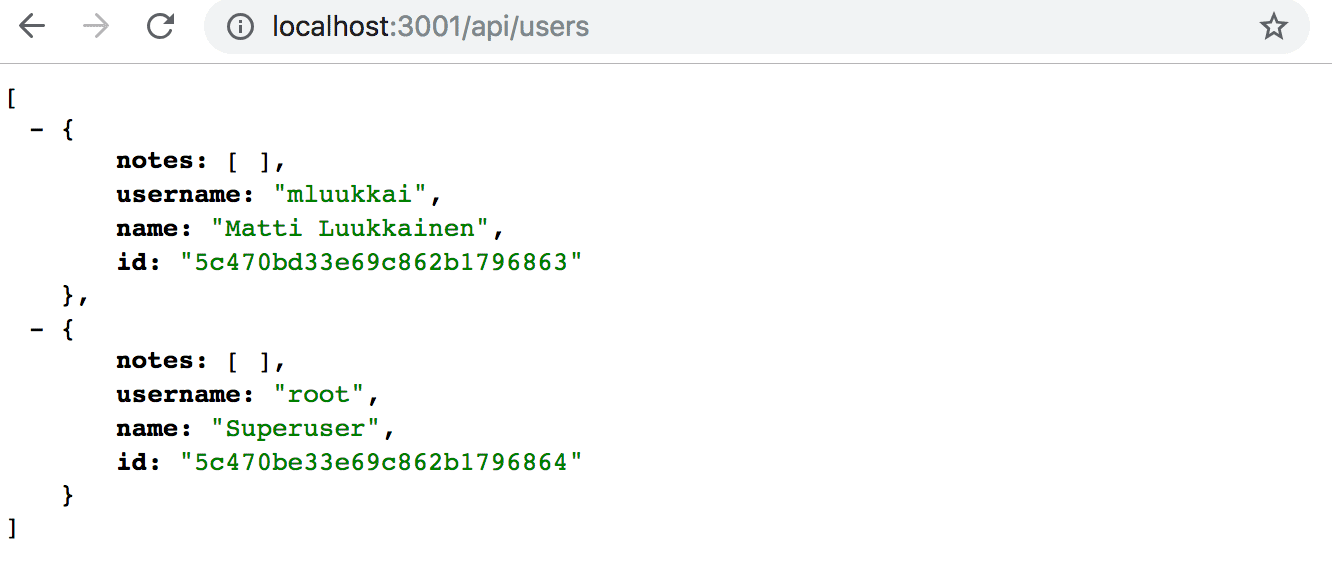 localhost:3001/api/users
[
- {
notes: [ ],
username: "mluukkai",
name: "Matti Luukkainen",
id: "5c470bd33e69c862b1796863"
},
- {
notes: [ ],
username: "root",
name: "Superuser",
id: "5c470be33e69c862b1796864"
}
]